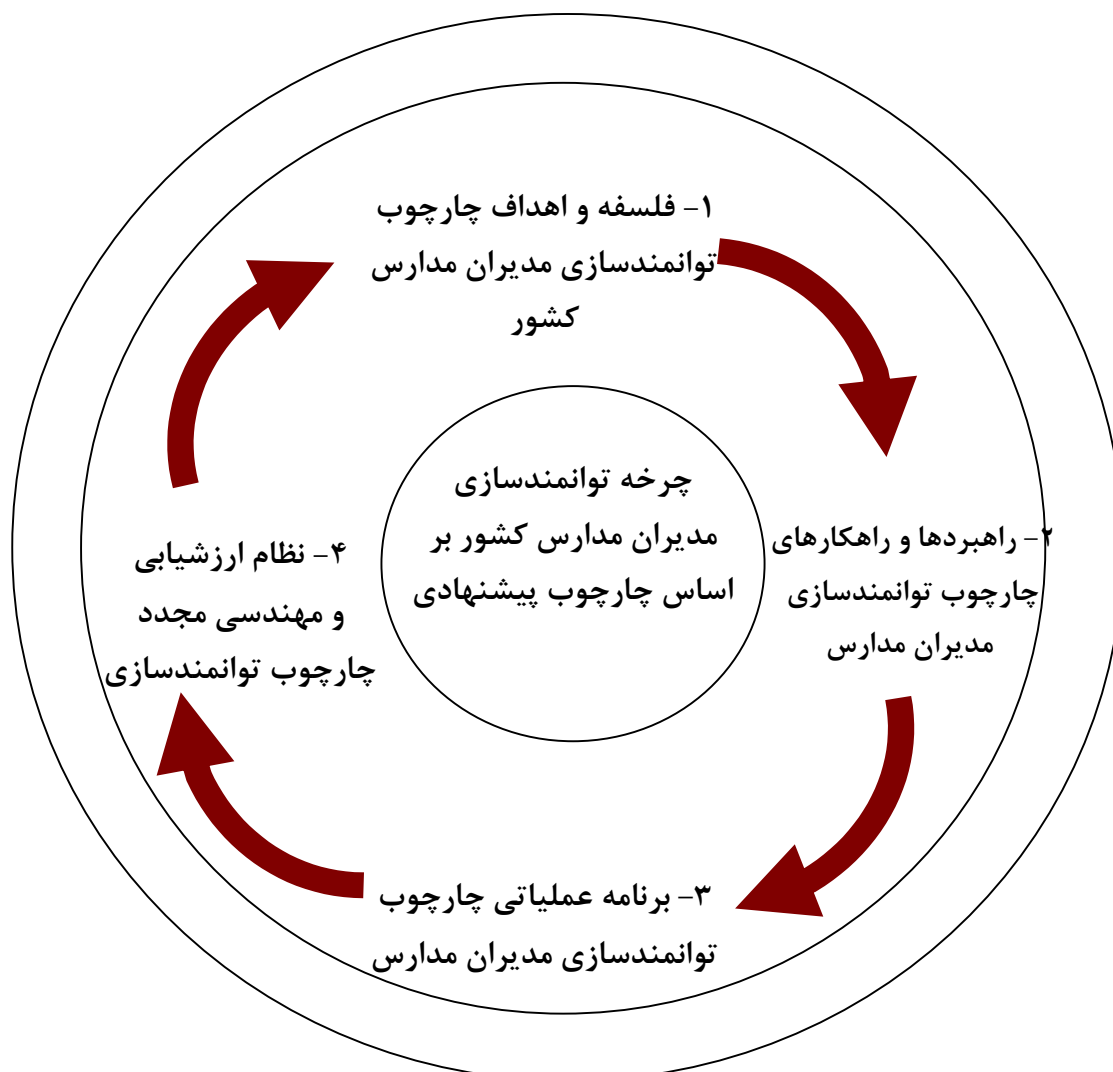 ۱- فلسفه و اهداف چارچوب
توانمندسازی مدیران مدارس
کشور
۲- راهبردها و راهکارهای
چارچوب توانمندسازی
مدیران مدارس
۳- برنامه عملیاتی چارچوب
توانمندسازی مدیران مدارس
۴- نظام ارزشیابی
و مهندسی مجدد
چارچوب توانمندسازی
چرخه توانمندسازی
مدیران مدارس کشور بر
اساس چارچوب پیشنهادی